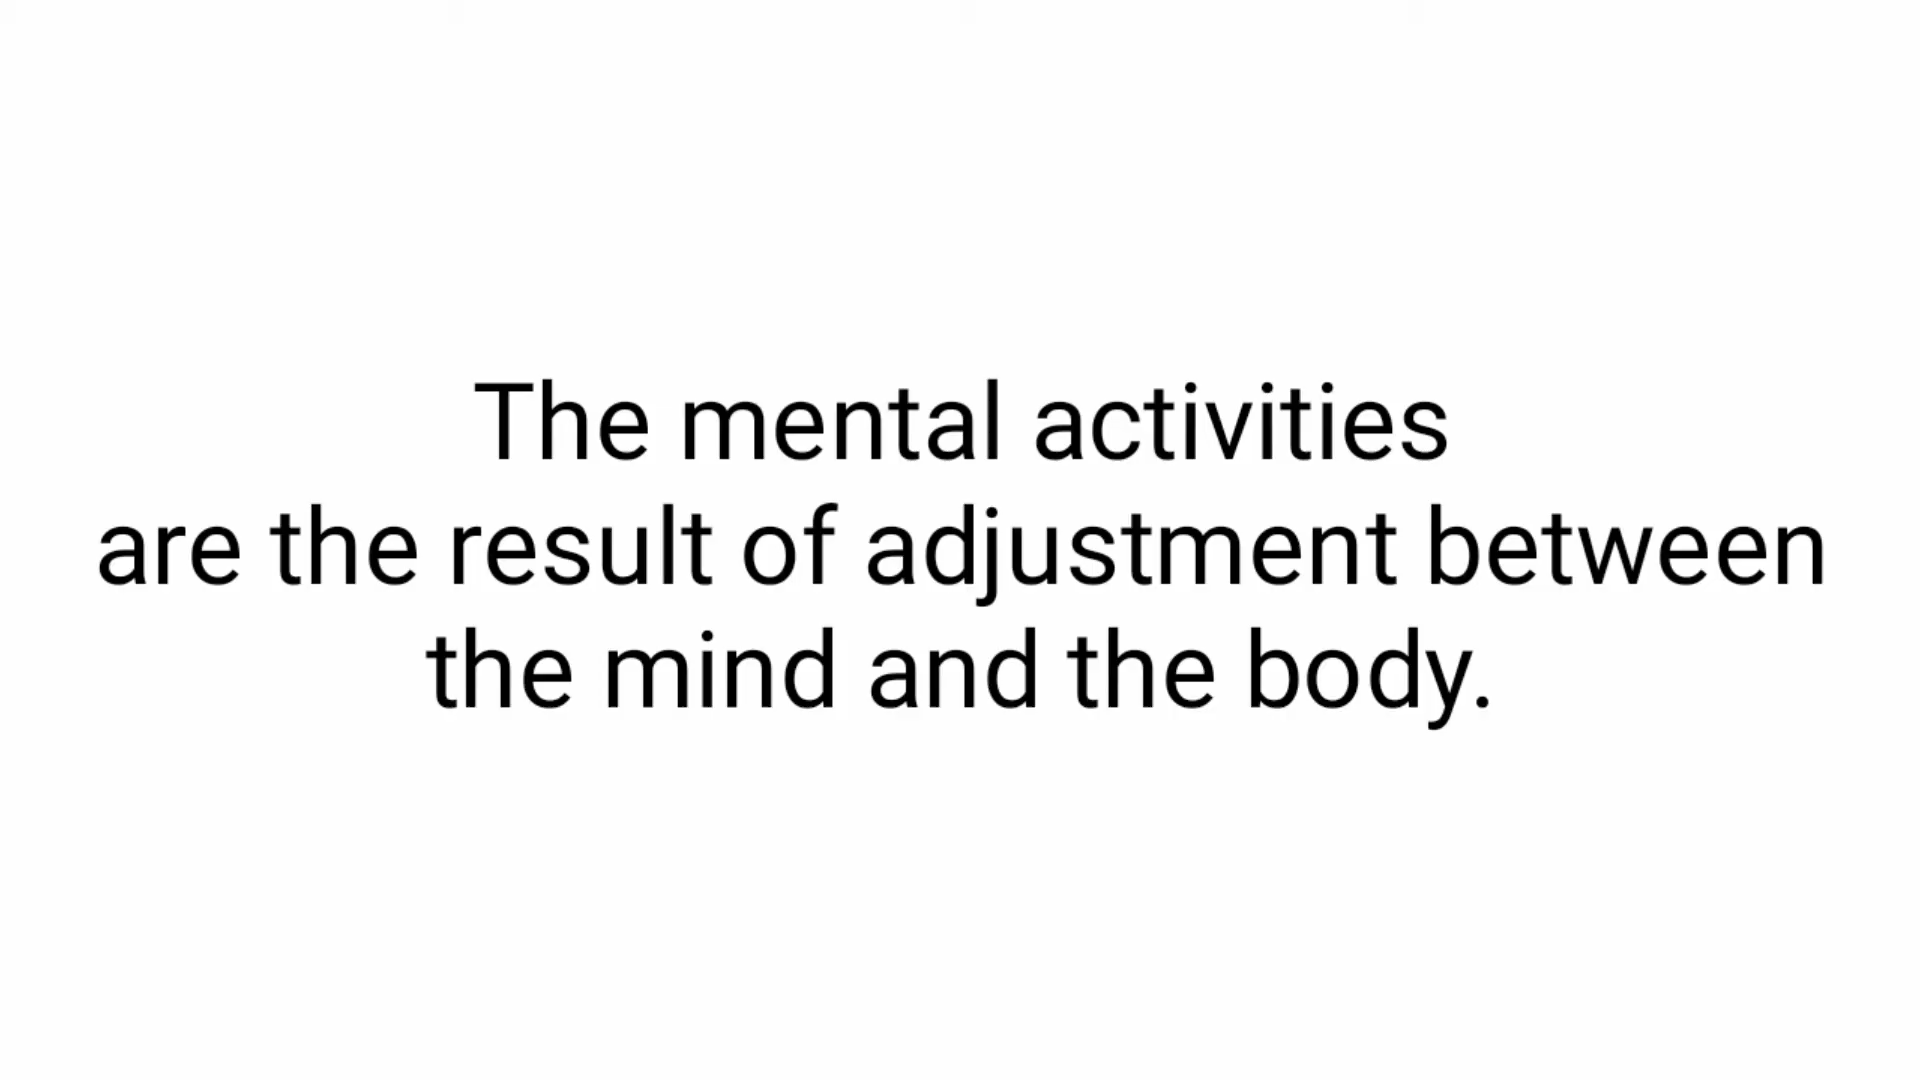 The mental activities
are the result of adjustment between
the mind and the body.